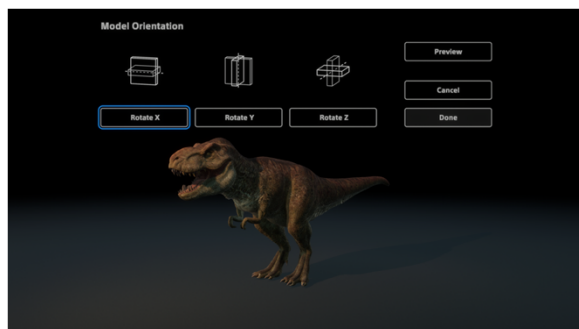 Model Orientation
Preview
Cancel
Rotate X
Rotate Y
Rotate Z
Done